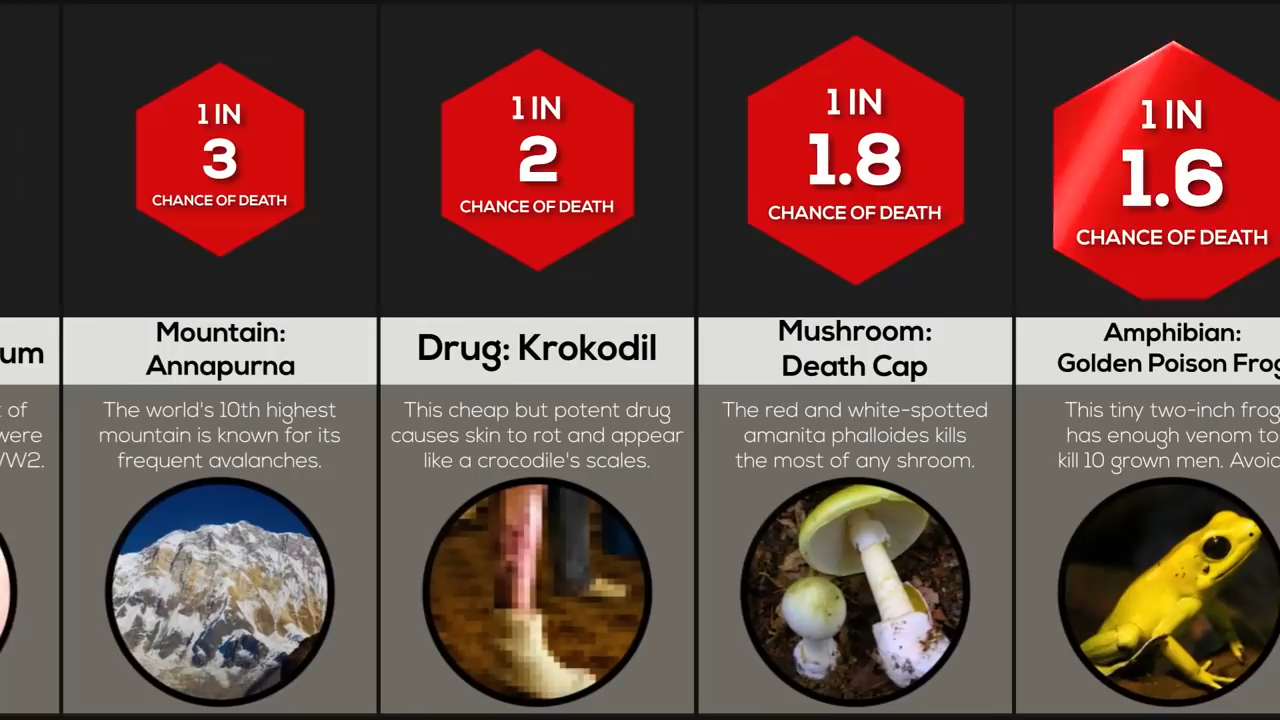 1 IN
3
CHANCE OF DEATH
1 IN
2
CHANCE OF DEATH
1 IN
1.8
CHANCE OF DEATH
1 IN
1.6
CHANCE OF DEATH
um
Mountain:
Annapurna
Drug: Krokodil
Mushroom:
Death Cap
Amphibian:
Golden Poison Frog
of
were
WW2.
The world's 10th highest
mountain is known for its
frequent avalanches.
This cheap but potent drug
causes skin to rot and appear
like a crocodile's scales.
The red and white-spotted
amanita phalloides kills
the most of any shroom.
This tiny two-inch frog
has enough venom to
kill 10 grown men. Avoid